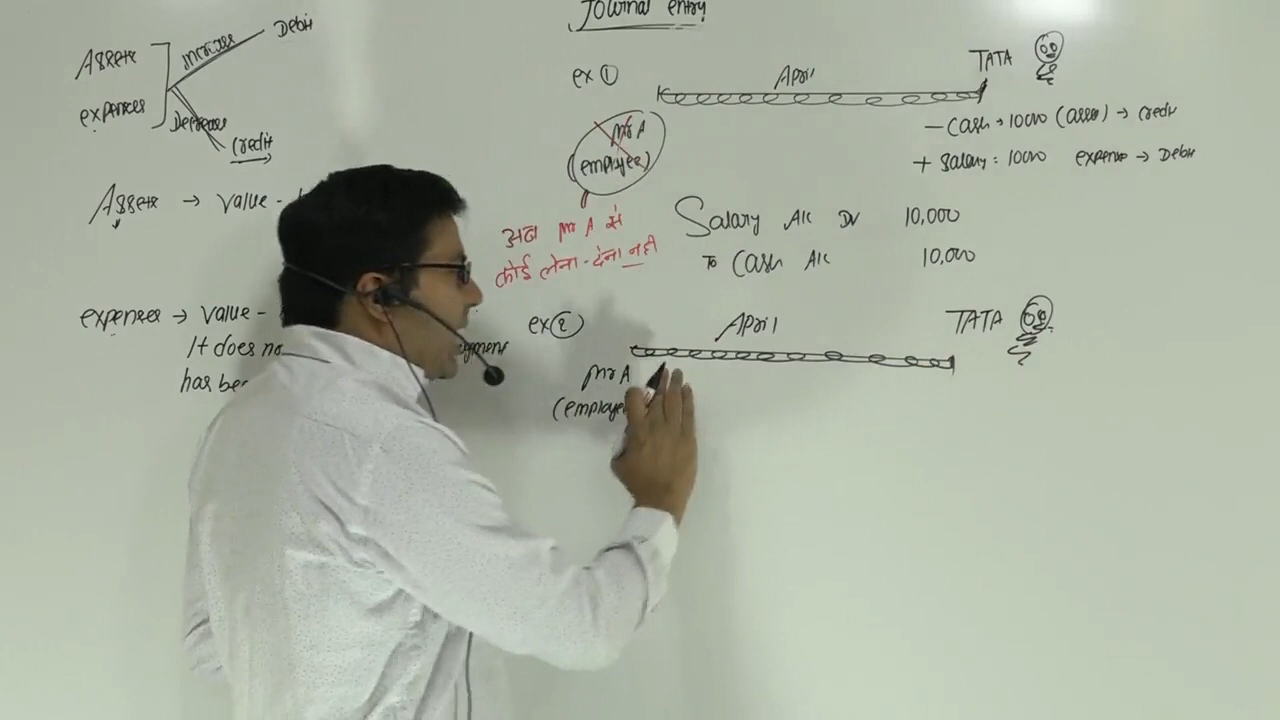 Journal entry
Assets
expenses
increase
Debit
Decrease
Credit
Assets → value -
expenses → value -
It does no
has be
ex ①
April
TATA
mr A
(employee)
- Cash = 10000 (asset) → credit
+ Salary = 10000 expense → Debit
अब mr A से
कोई लेना - देना नही
Salary A/c Dr 10,000
To Cash A/c 10,000
ex ②
April
TATA
mr A
(employe